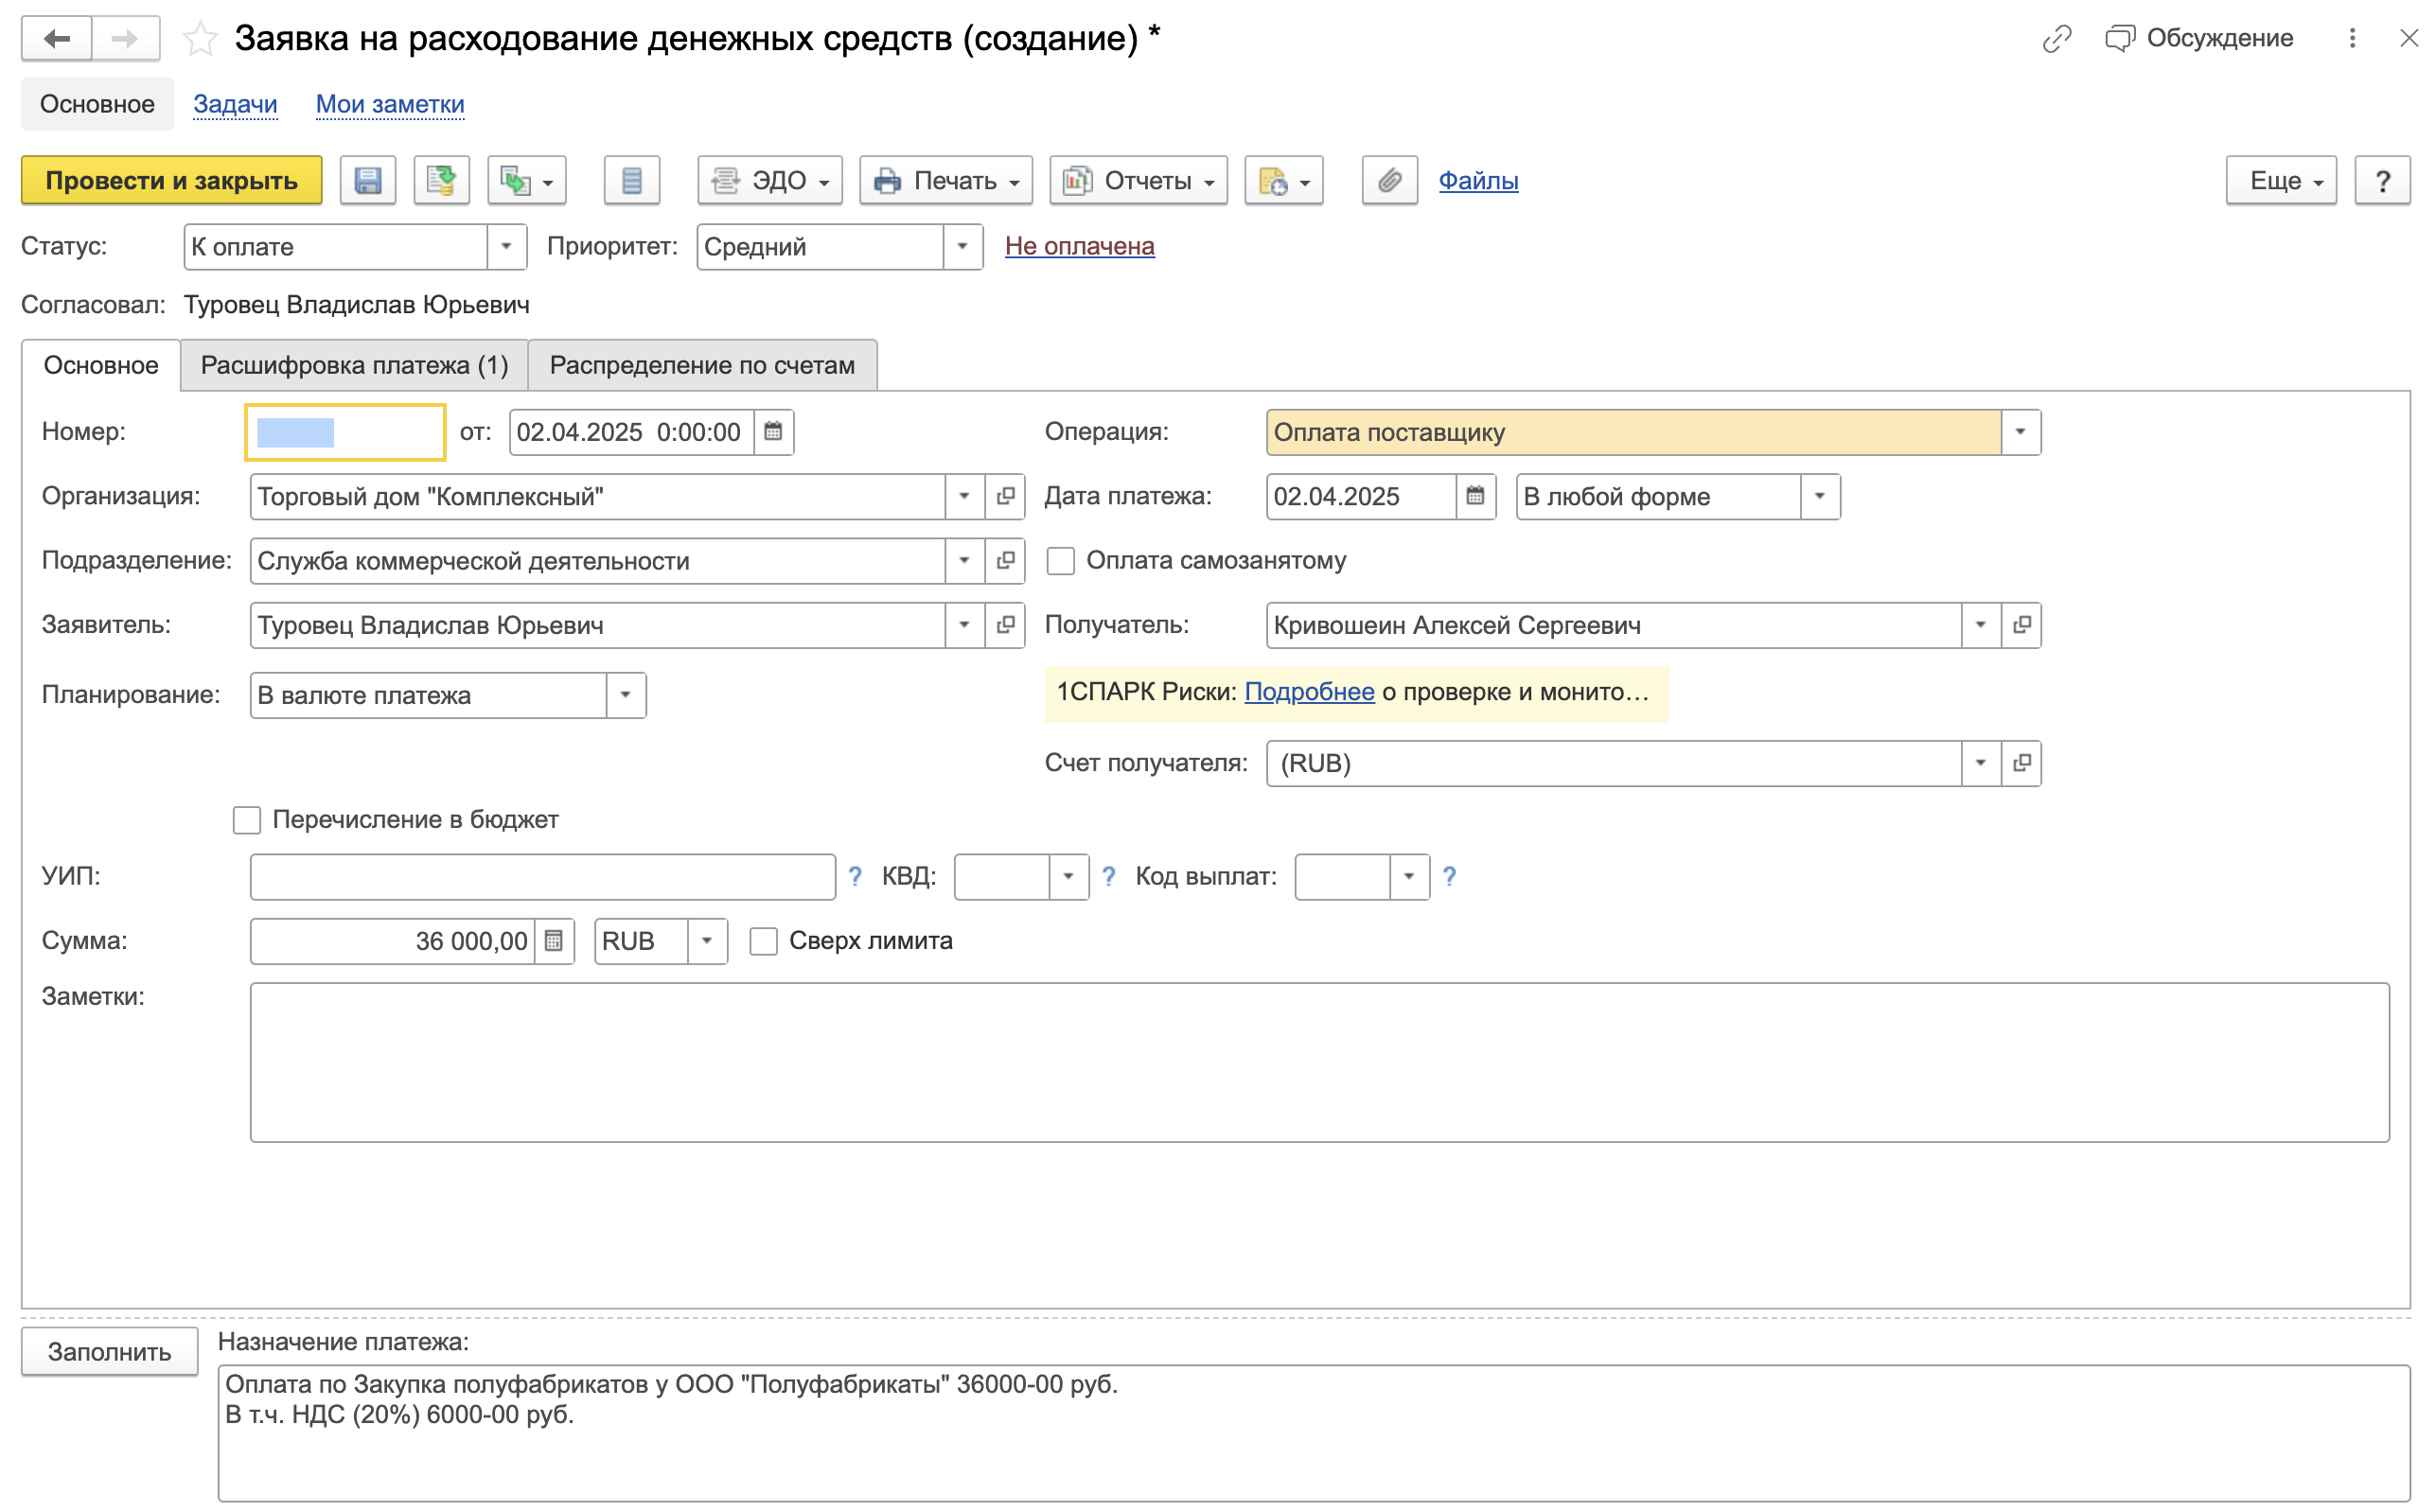 Заявка на расходование денежных средств (создание) *
Обсуждение
Основное Задачи Мои заметки
Провести и закрыть ЭДО Печать Отчеты Файлы Еще ?
Статус: К оплате Приоритет: Средний Не оплачена
Согласовал: Туровец Владислав Юрьевич
Основное Расшифровка платежа (1) Распределение по счетам
Номер: от: 02.04.2025 0:00:00 Операция: Оплата поставщику
Организация: Торговый дом "Комплексный" Дата платежа: 02.04.2025 В любой форме
Подразделение: Служба коммерческой деятельности Оплата самозанятому
Заявитель: Туровец Владислав Юрьевич Получатель: Кривошеин Алексей Сергеевич
Планирование: В валюте платежа 1СПАРК Риски: Подробнее о проверке и монито...
Счет получателя: (RUB)
Перечисление в бюджет
УИП: ? КВД: ? Код выплат: ?
Сумма: 36 000,00 RUB Сверх лимита
Заметки:
Заполнить Назначение платежа:
Оплата по Закупка полуфабрикатов у ООО "Полуфабрикаты" 36000-00 руб.
В т.ч. НДС (20%) 6000-00 руб.